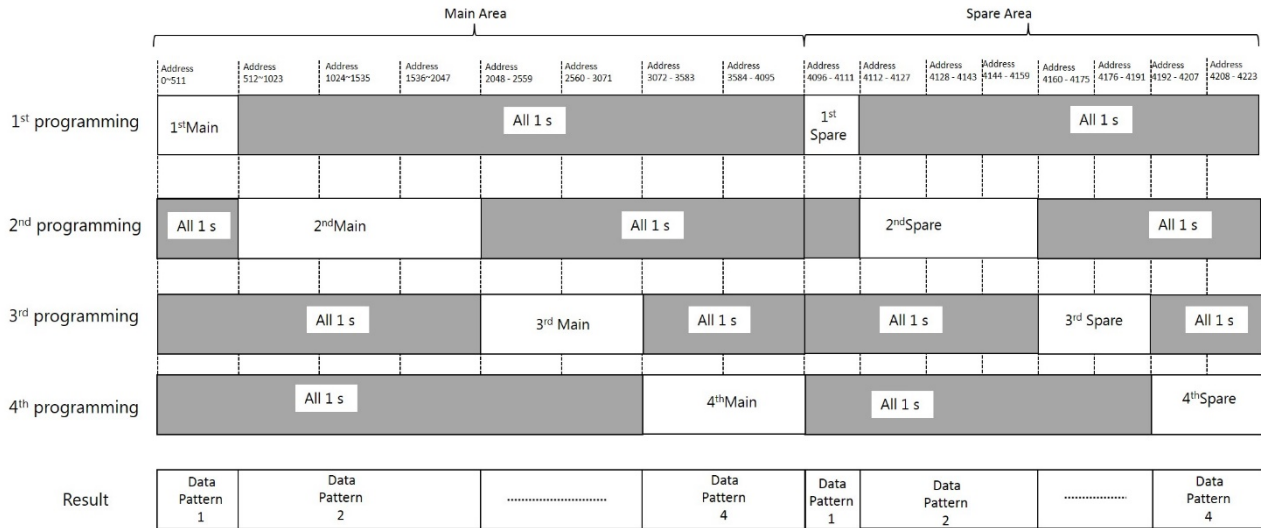 Main Area Spare Area
Address Address Address Address Address Address Address Address Address Address Address Address Address Address Address Address
0~511 512~1023 1024~1535 1536~2047 2048 - 2559 2560 - 3071 3072 - 3583 3584 - 4095 4096 - 4111 4112 - 4127 4128 - 4143 4144 - 4159 4160 - 4175 4176 - 4191 4192 - 4207 4208 - 4223
1st programming 1stMain All 1 s 1st Spare All 1 s
2nd programming All 1 s 2ndMain All 1 s 2ndSpare All 1 s
3rd programming All 1 s 3rd Main All 1 s All 1 s 3rd Spare All 1 s
4th programming All 1 s 4thMain All 1 s 4thSpare
Result Data Pattern 1 Data Pattern 2 .................... Data Pattern 4 Data Pattern 1 Data Pattern 2 ............ Data Pattern 4